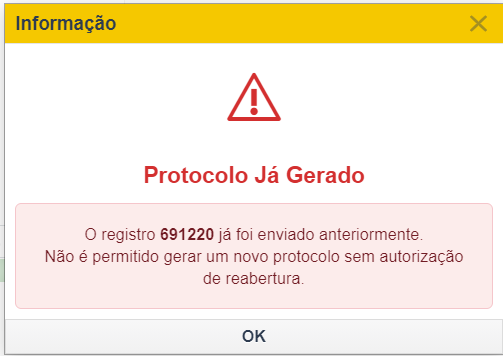 Informação
Protocolo Já Gerado
O registro 691220 já foi enviado anteriormente.
Não é permitido gerar um novo protocolo sem autorização
de reabertura.
OK